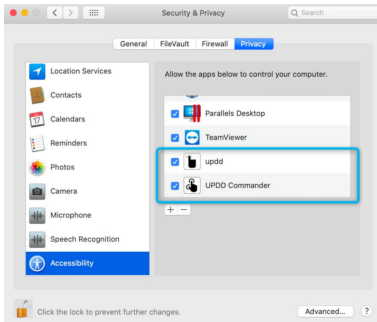 Security & Privacy
Search
General FileVault Firewall Privacy
Location Services
Contacts
17
Calendars
Reminders
Photos
Camera
Microphone
Speech Recognition
Accessibility
Allow the apps below to control your computer.
Parallels Desktop
TeamViewer
updd
UPDD Commander
+ −
Click the lock to prevent further changes.
Advanced...
?